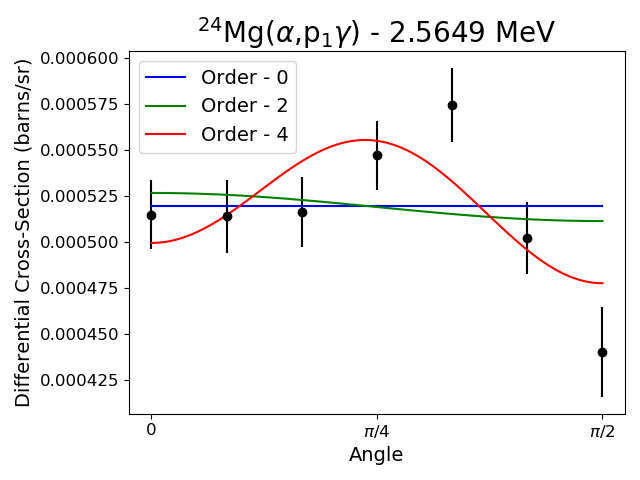 ²⁴Mg(α,p₁γ) - 2.5649 MeV
Differential Cross-Section (barns/sr)
0.000600
0.000575
0.000550
0.000525
0.000500
0.000475
0.000450
0.000425
Order - 0
Order - 2
Order - 4
0
π/4
π/2
Angle